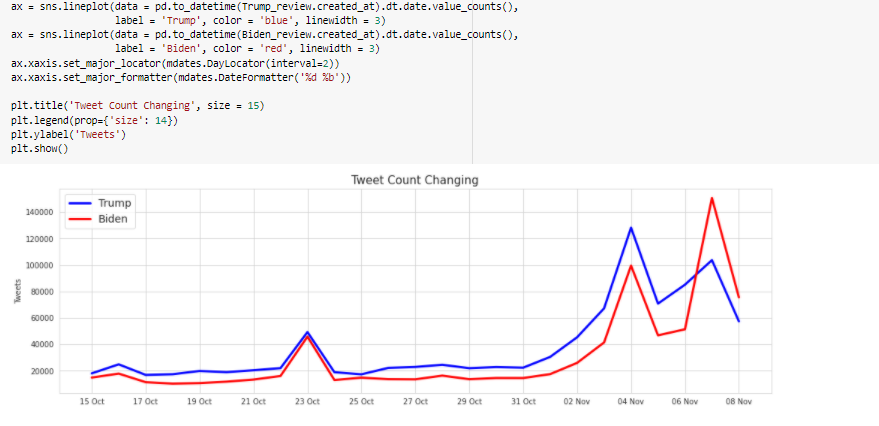 ax = sns.lineplot(data = pd.to_datetime(Trump_review.created_at).dt.date.value_counts(),
label = 'Trump', color = 'blue', linewidth = 3)
ax = sns.lineplot(data = pd.to_datetime(Biden_review.created_at).dt.date.value_counts(),
label = 'Biden', color = 'red', linewidth = 3)
ax.xaxis.set_major_locator(mdates.DayLocator(interval=2))
ax.xaxis.set_major_formatter(mdates.DateFormatter('%d %b'))
plt.title('Tweet Count Changing', size = 15)
plt.legend(prop={'size': 14})
plt.ylabel('Tweets')
plt.show()
Tweet Count Changing
Trump
Biden
140000
120000
100000
80000
60000
40000
20000
Tweets
15 Oct 17 Oct 19 Oct 21 Oct 23 Oct 25 Oct 27 Oct 29 Oct 31 Oct 02 Nov 04 Nov 06 Nov 08 Nov